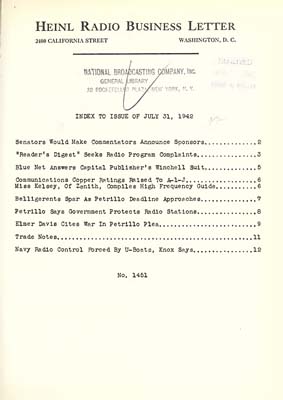 HEINL RADIO BUSINESS LETTER
2400 CALIFORNIA STREET WASHINGTON, D. C.
NATIONAL BROADCASTING COMPANY, Inc.
GENERAL LIBRARY
30 ROCKEFELLER PLAZA, NEW YORK, N. Y.
INDEX TO ISSUE OF JULY 31, 1942
Senators Would Make Commentators Announce Sponsors..............2
"Reader's Digest" Seeks Radio Program Complaints................3
Blue Net Answers Capital Publisher's Winchell Suit..............5
Communications Copper Ratings Raised To A-1-J...................6
Miss Kelsey, Of Zenith, Compiles High Frequency Guide...........6
Belligerents Spar As Petrillo Deadline Approaches...............7
Petrillo Says Government Protects Radio Stations................8
Elmer Davis Cites War In Petrillo Plea..........................9
Trade Notes....................................................11
Navy Radio Control Forced By U-Boats, Knox Says................12
No. 1451